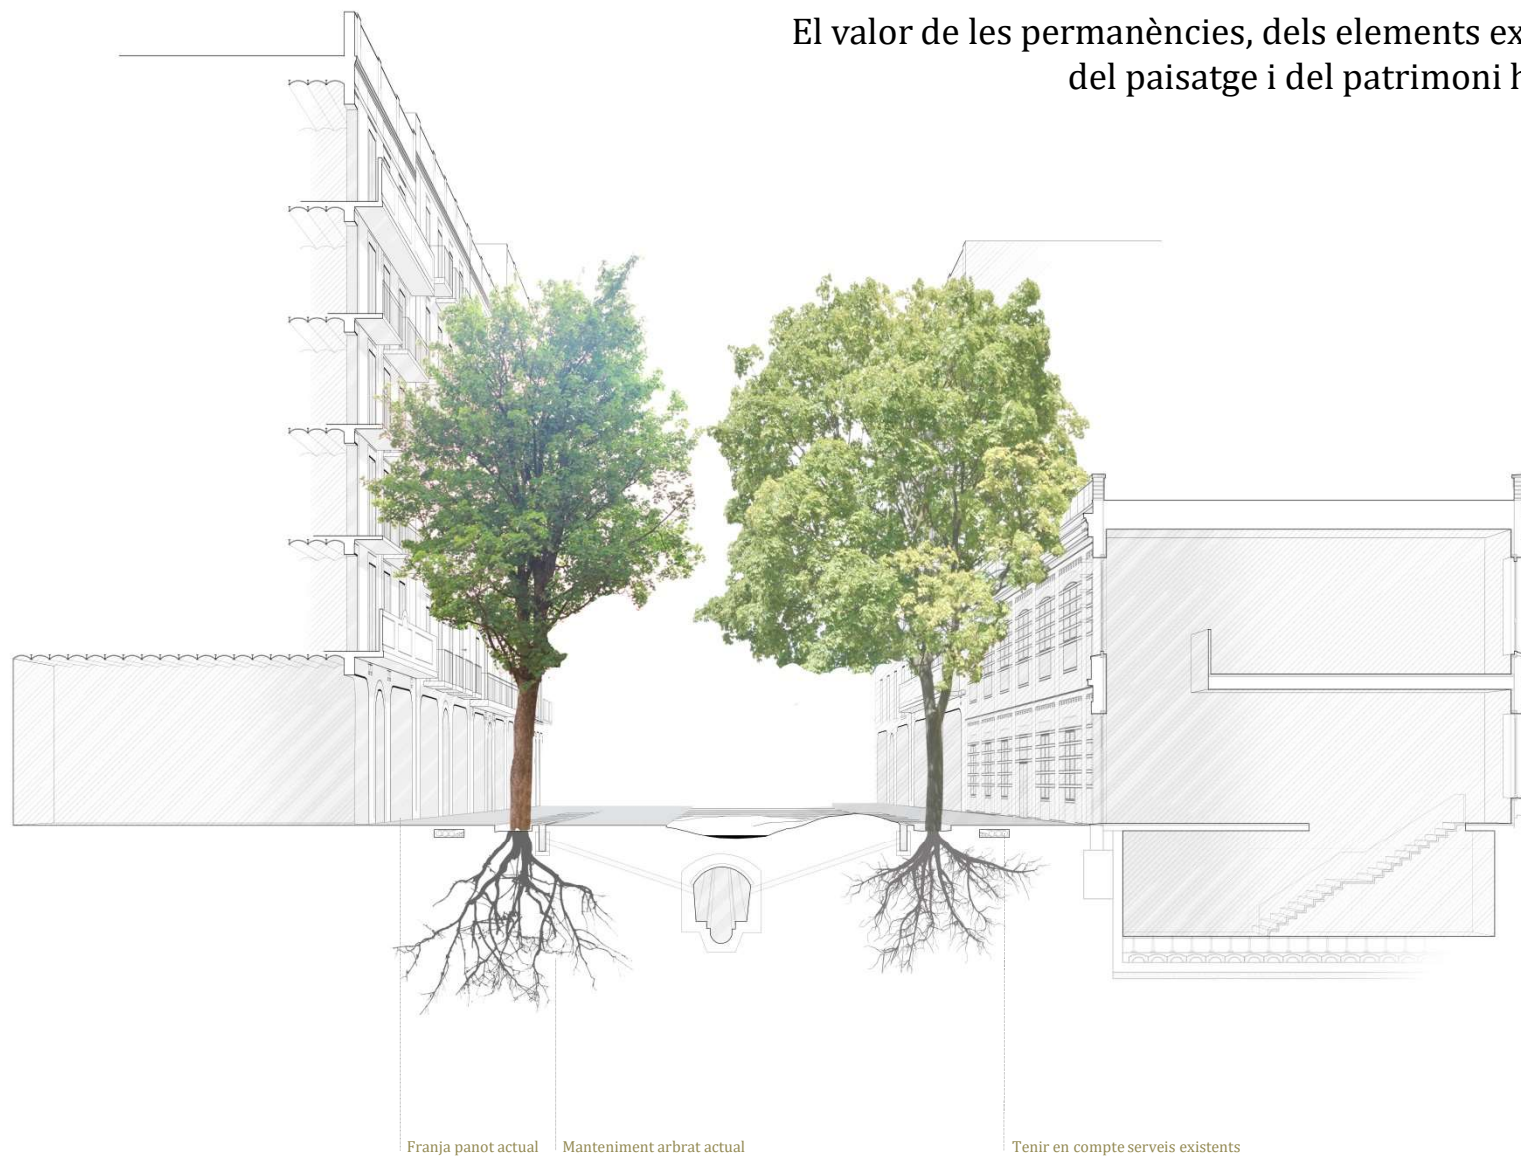 El valor de les permanències, dels elements ex
del paisatge i del patrimoni h
Franja panot actual
Manteniment arbrat actual
Tenir en compte serveis existents